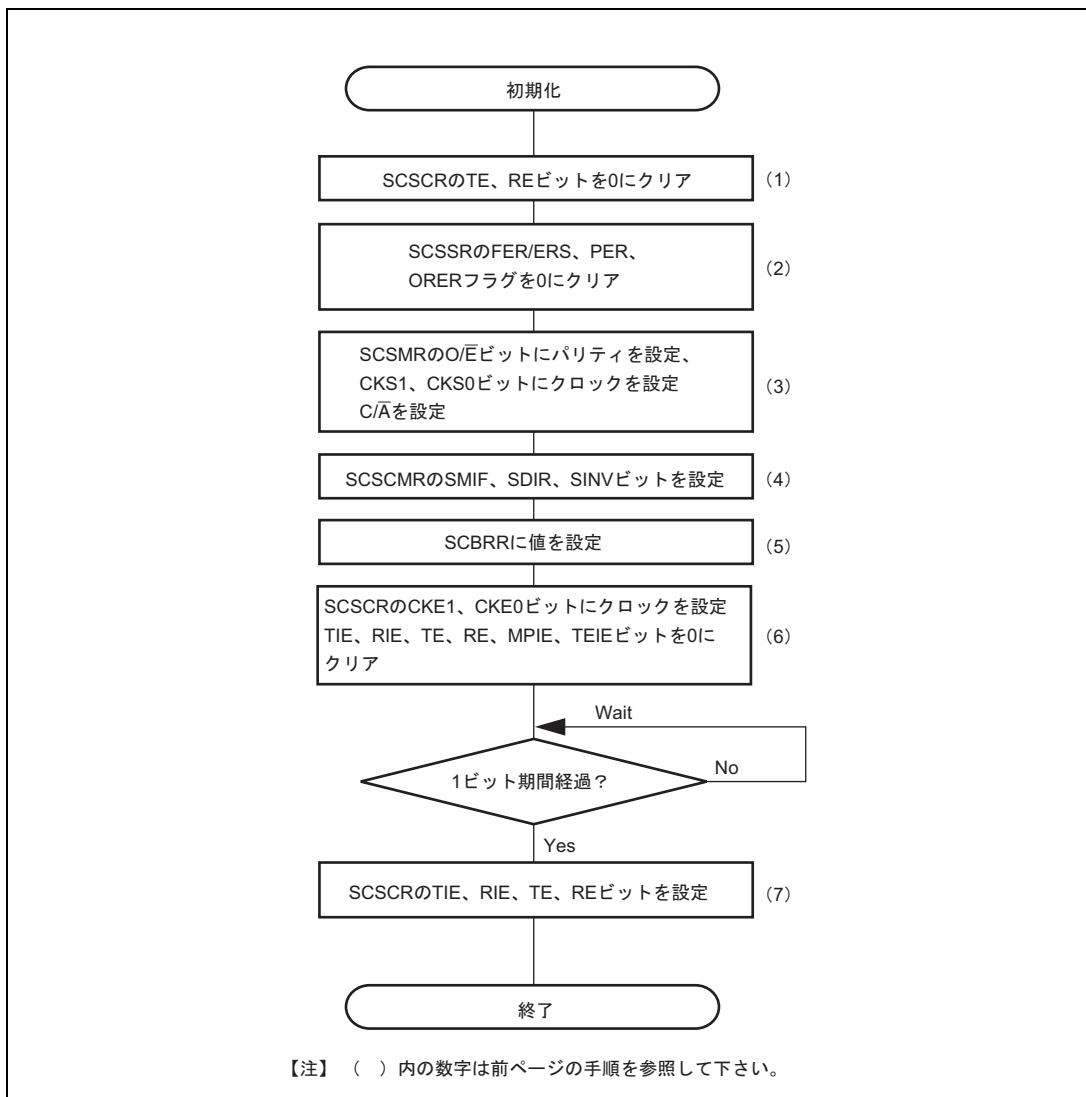 初期化
SCSCRのTE、REビットを0にクリア (1)
SCSSRのFER/ERS、PER、 (2)
ORERフラグを0にクリア
SCSMRのO/E̅ビットにパリティを設定、
CKS1、CKS0ビットにクロックを設定 (3)
C/A̅を設定
SCSCMRのSMIF、SDIR、SINVビットを設定 (4)
SCBRRに値を設定 (5)
SCSCRのCKE1、CKE0ビットにクロックを設定
TIE、RIE、TE、RE、MPIE、TEIEビットを0に (6)
クリア
Wait
1ビット期間経過？ No
Yes
SCSCRのTIE、RIE、TE、REビットを設定 (7)
終了
【注】 （ ）内の数字は前ページの手順を参照して下さい。